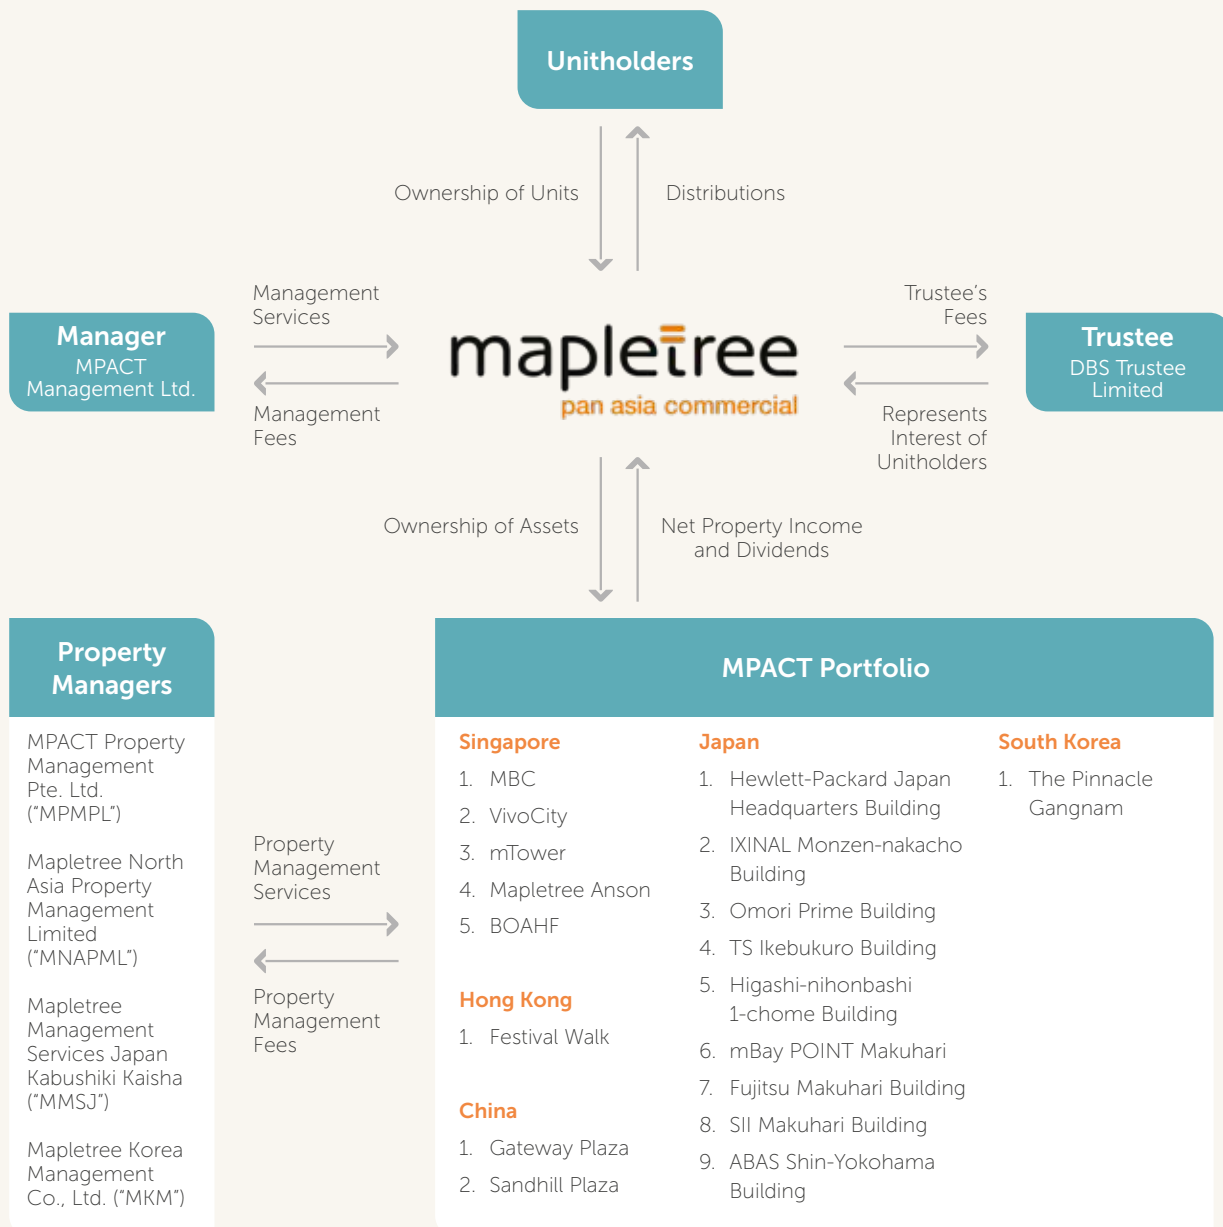 Unitholders
Ownership of Units
Distributions
Management
Services
Manager
MPACT
Management Ltd.
Management
Fees
mapletree
pan asia commercial
Trustee's
Fees
Trustee
DBS Trustee
Limited
Represents
Interest of
Unitholders
Ownership of Assets
Net Property Income
and Dividends
Property
Managers
MPACT Property
Management
Pte. Ltd.
("MPMPL")
Mapletree North
Asia Property
Management
Limited
("MNAPML")
Mapletree
Management
Services Japan
Kabushiki Kaisha
("MMSJ")
Mapletree Korea
Management
Co., Ltd. ("MKM")
Property
Management
Services
Property
Management
Fees
MPACT Portfolio
Singapore
1. MBC
2. VivoCity
3. mTower
4. Mapletree Anson
5. BOAHF
Hong Kong
1. Festival Walk
China
1. Gateway Plaza
2. Sandhill Plaza
Japan
1. Hewlett-Packard Japan
Headquarters Building
2. IXINAL Monzen-nakacho
Building
3. Omori Prime Building
4. TS Ikebukuro Building
5. Higashi-nihonbashi
1-chome Building
6. mBay POINT Makuhari
7. Fujitsu Makuhari Building
8. SII Makuhari Building
9. ABAS Shin-Yokohama
Building
South Korea
1. The Pinnacle
Gangnam